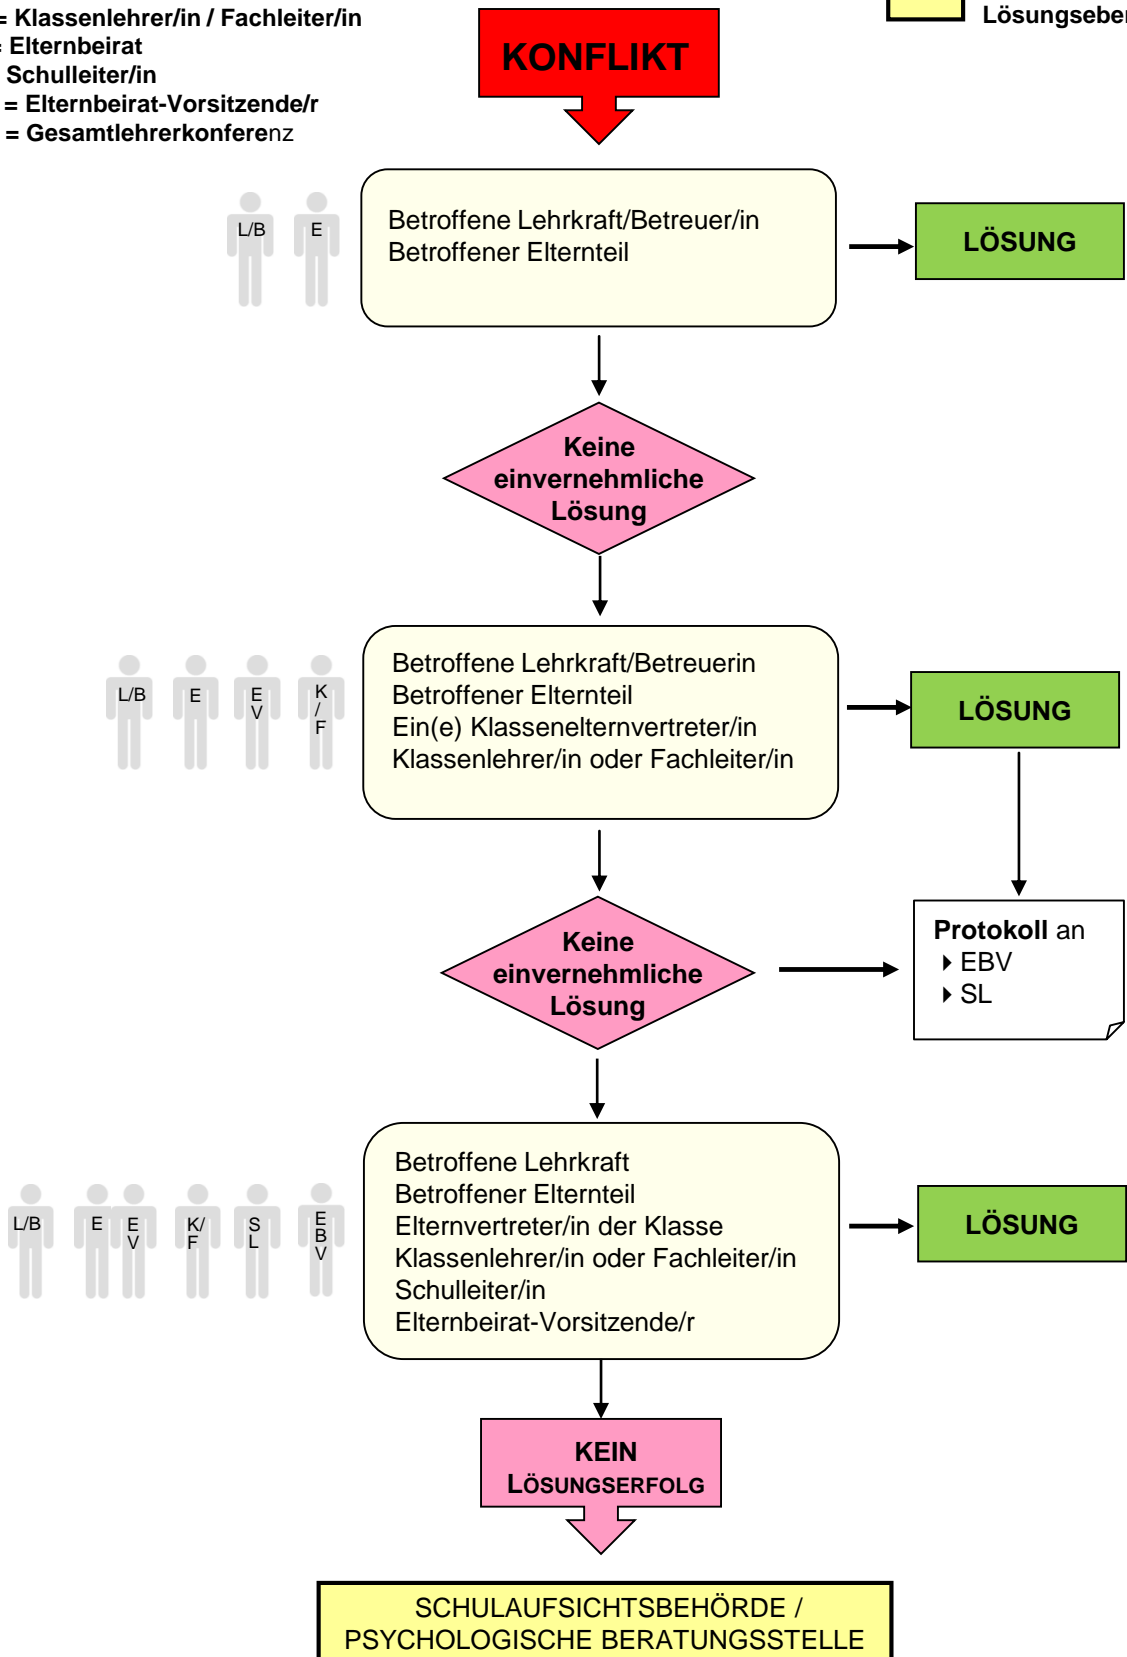 = Klassenlehrer/in / Fachleiter/in
= Elternbeirat
Schulleiter/in
= Elternbeirat-Vorsitzende/r
= Gesamtlehrerkonferenz
KONFLIKT
L/B
E
Betroffene Lehrkraft/Betreuer/in
Betroffener Elternteil
LÖSUNG
Keine
einvernehmliche
Lösung
L/B
E
E
V
K
/
F
Betroffene Lehrkraft/Betreuerin
Betroffener Elternteil
Ein(e) Klassenelternvertreter/in
Klassenlehrer/in oder Fachleiter/in
LÖSUNG
Keine
einvernehmliche
Lösung
Protokoll an
EBV
SL
L/B
E
E
V
K/
F
S
L
E
B
V
Betroffene Lehrkraft
Betroffener Elternteil
Elternvertreter/in der Klasse
Klassenlehrer/in oder Fachleiter/in
Schulleiter/in
Elternbeirat-Vorsitzende/r
LÖSUNG
KEIN
LÖSUNGSERFOLG
SCHULAUFSICHTSBEHÖRDE /
PSYCHOLOGISCHE BERATUNGSSTELLE